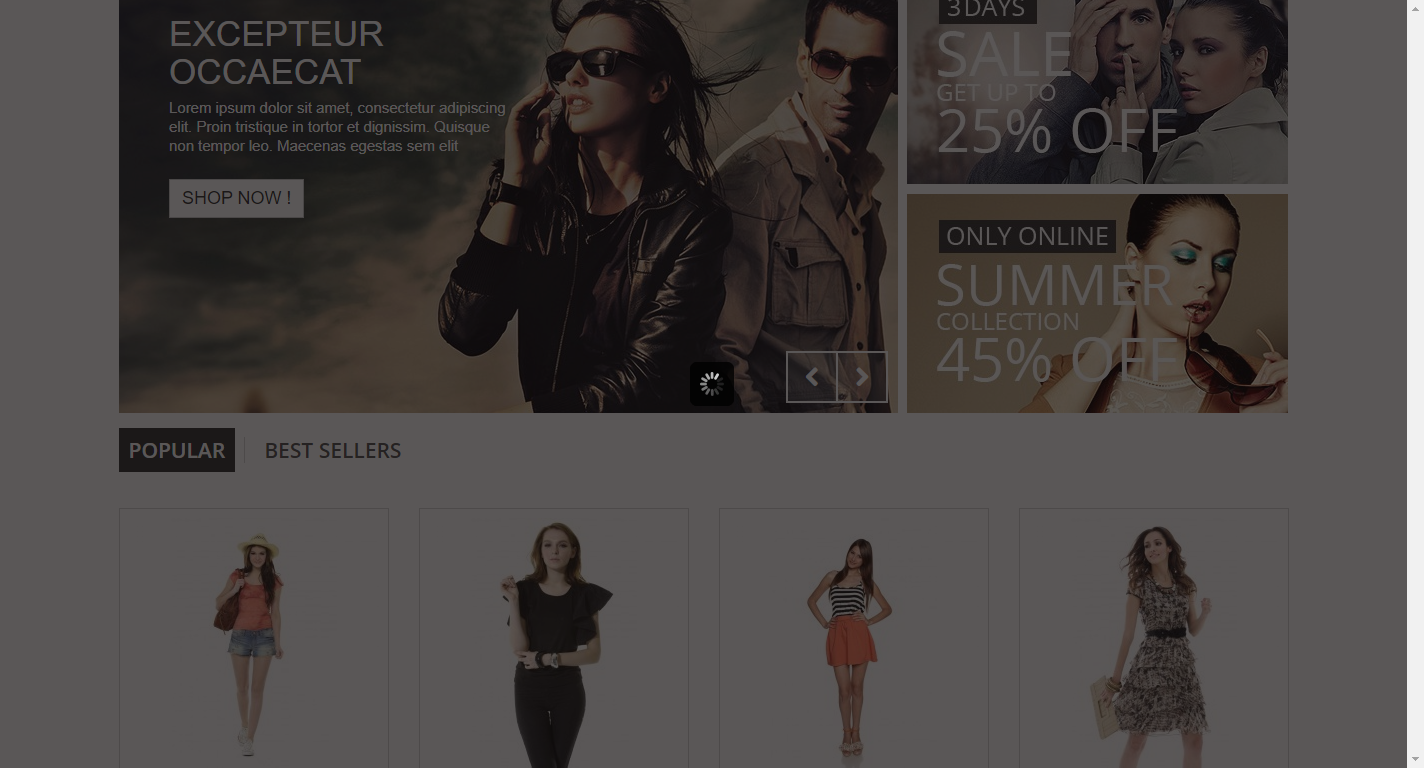 EXCEPTEUR
OCCAECAT
Lorem ipsum dolor sit amet, consectetur adipiscing
elit. Proin tristique in tortor et dignissim. Quisque
non tempor leo. Maecenas egestas sem elit
SHOP NOW !
3 DAYS
SALE
GET UP TO
25% OFF
ONLY ONLINE
SUMMER
COLLECTION
45% OFF
POPULAR
BEST SELLERS